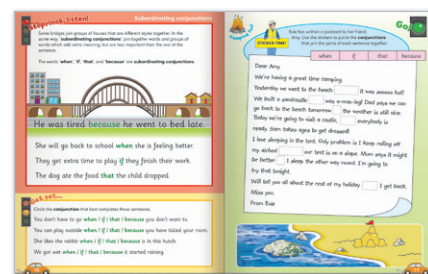 Stop, look, listen!
Subordinating conjunctions
Some bridges join groups of houses that are different styles together. In the
same way, 'subordinating conjunctions' join together words and groups of
words which add extra meaning, but are less important than the rest of the
sentence.
The words 'when', 'if', 'that', and 'because' are subordinating conjunctions
He was tired because he went to bed late.
She will go back to school when she is feeling better.
They get extra time to play if they finish their work.
The dog ate the food that the child dropped.
Get set...
Circle the conjunction that best completes these sentences.
You don't have to go when / if / that / because you don't want to.
You can play outside when / if / that / because you have tidied your room.
She likes the rabbit when / if / that / because is in this hutch.
We got wet when / if / that / because it started raining.
Go!
Evie has written a postcard to her friend,
Amy. Use the stickers to put in the conjunctions
that join the parts of each sentence together.
STICKER TIME!
when if that because
Dear Amy
We're having a great time camping.
Yesterday we went to the beach it was soooo hot!
We built a sandcastle was a-maz-ing! Dad says we can
go back to the beach tomorrow the weather is still nice.
Today we're going to visit a castle, everybody is
ready. Sam takes ages to get dressed!
I love sleeping in the tent. Only problem is I keep rolling off
my airbed our tent is on a slope. Mum says it might
be better I sleep the other way round. I'm going to
try that tonight.
Will tell you all about the rest of my holiday I get back.
Miss you.
From Evie